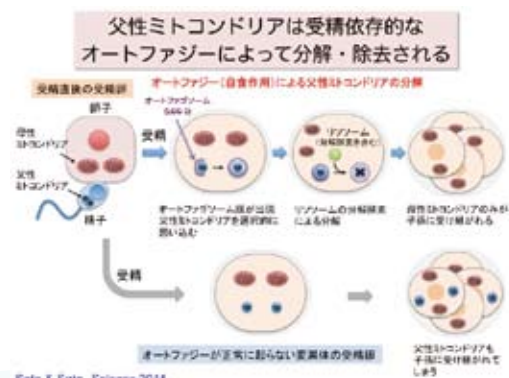 父性ミトコンドリアは受精依存的な
オートファジーによって分解・除去される
受精直後の受精卵
オートファジー(自食作用)による父性ミトコンドリアの分解
卵子
母性
ミトコンドリア
父性
ミトコンドリア
精子
受精
オートファゴソーム
リソソーム
(分解酵素を含む)
オートファゴソーム膜が出現
父性ミトコンドリアを選択的に
囲い込む
リソソームの分解酵素
による分解
母性ミトコンドリアのみが
子孫に受け継がれる
受精
オートファジーが正常に起らない変異体の受精卵
父性ミトコンドリアも
子孫に受け継がれて
しまう
Sato & Sato, Science 2011